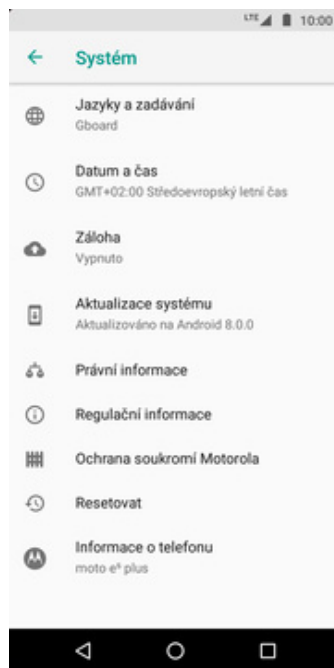 LTE 10:00
Systém
Jazyky a zadávání
Gboard
Datum a čas
GMT+02:00 Středoevropský letní čas
Záloha
Vypnuto
Aktualizace systému
Aktualizováno na Android 8.0.0
Právní informace
Regulační informace
Ochrana soukromí Motorola
Resetovat
Informace o telefonu
moto e⁵ plus